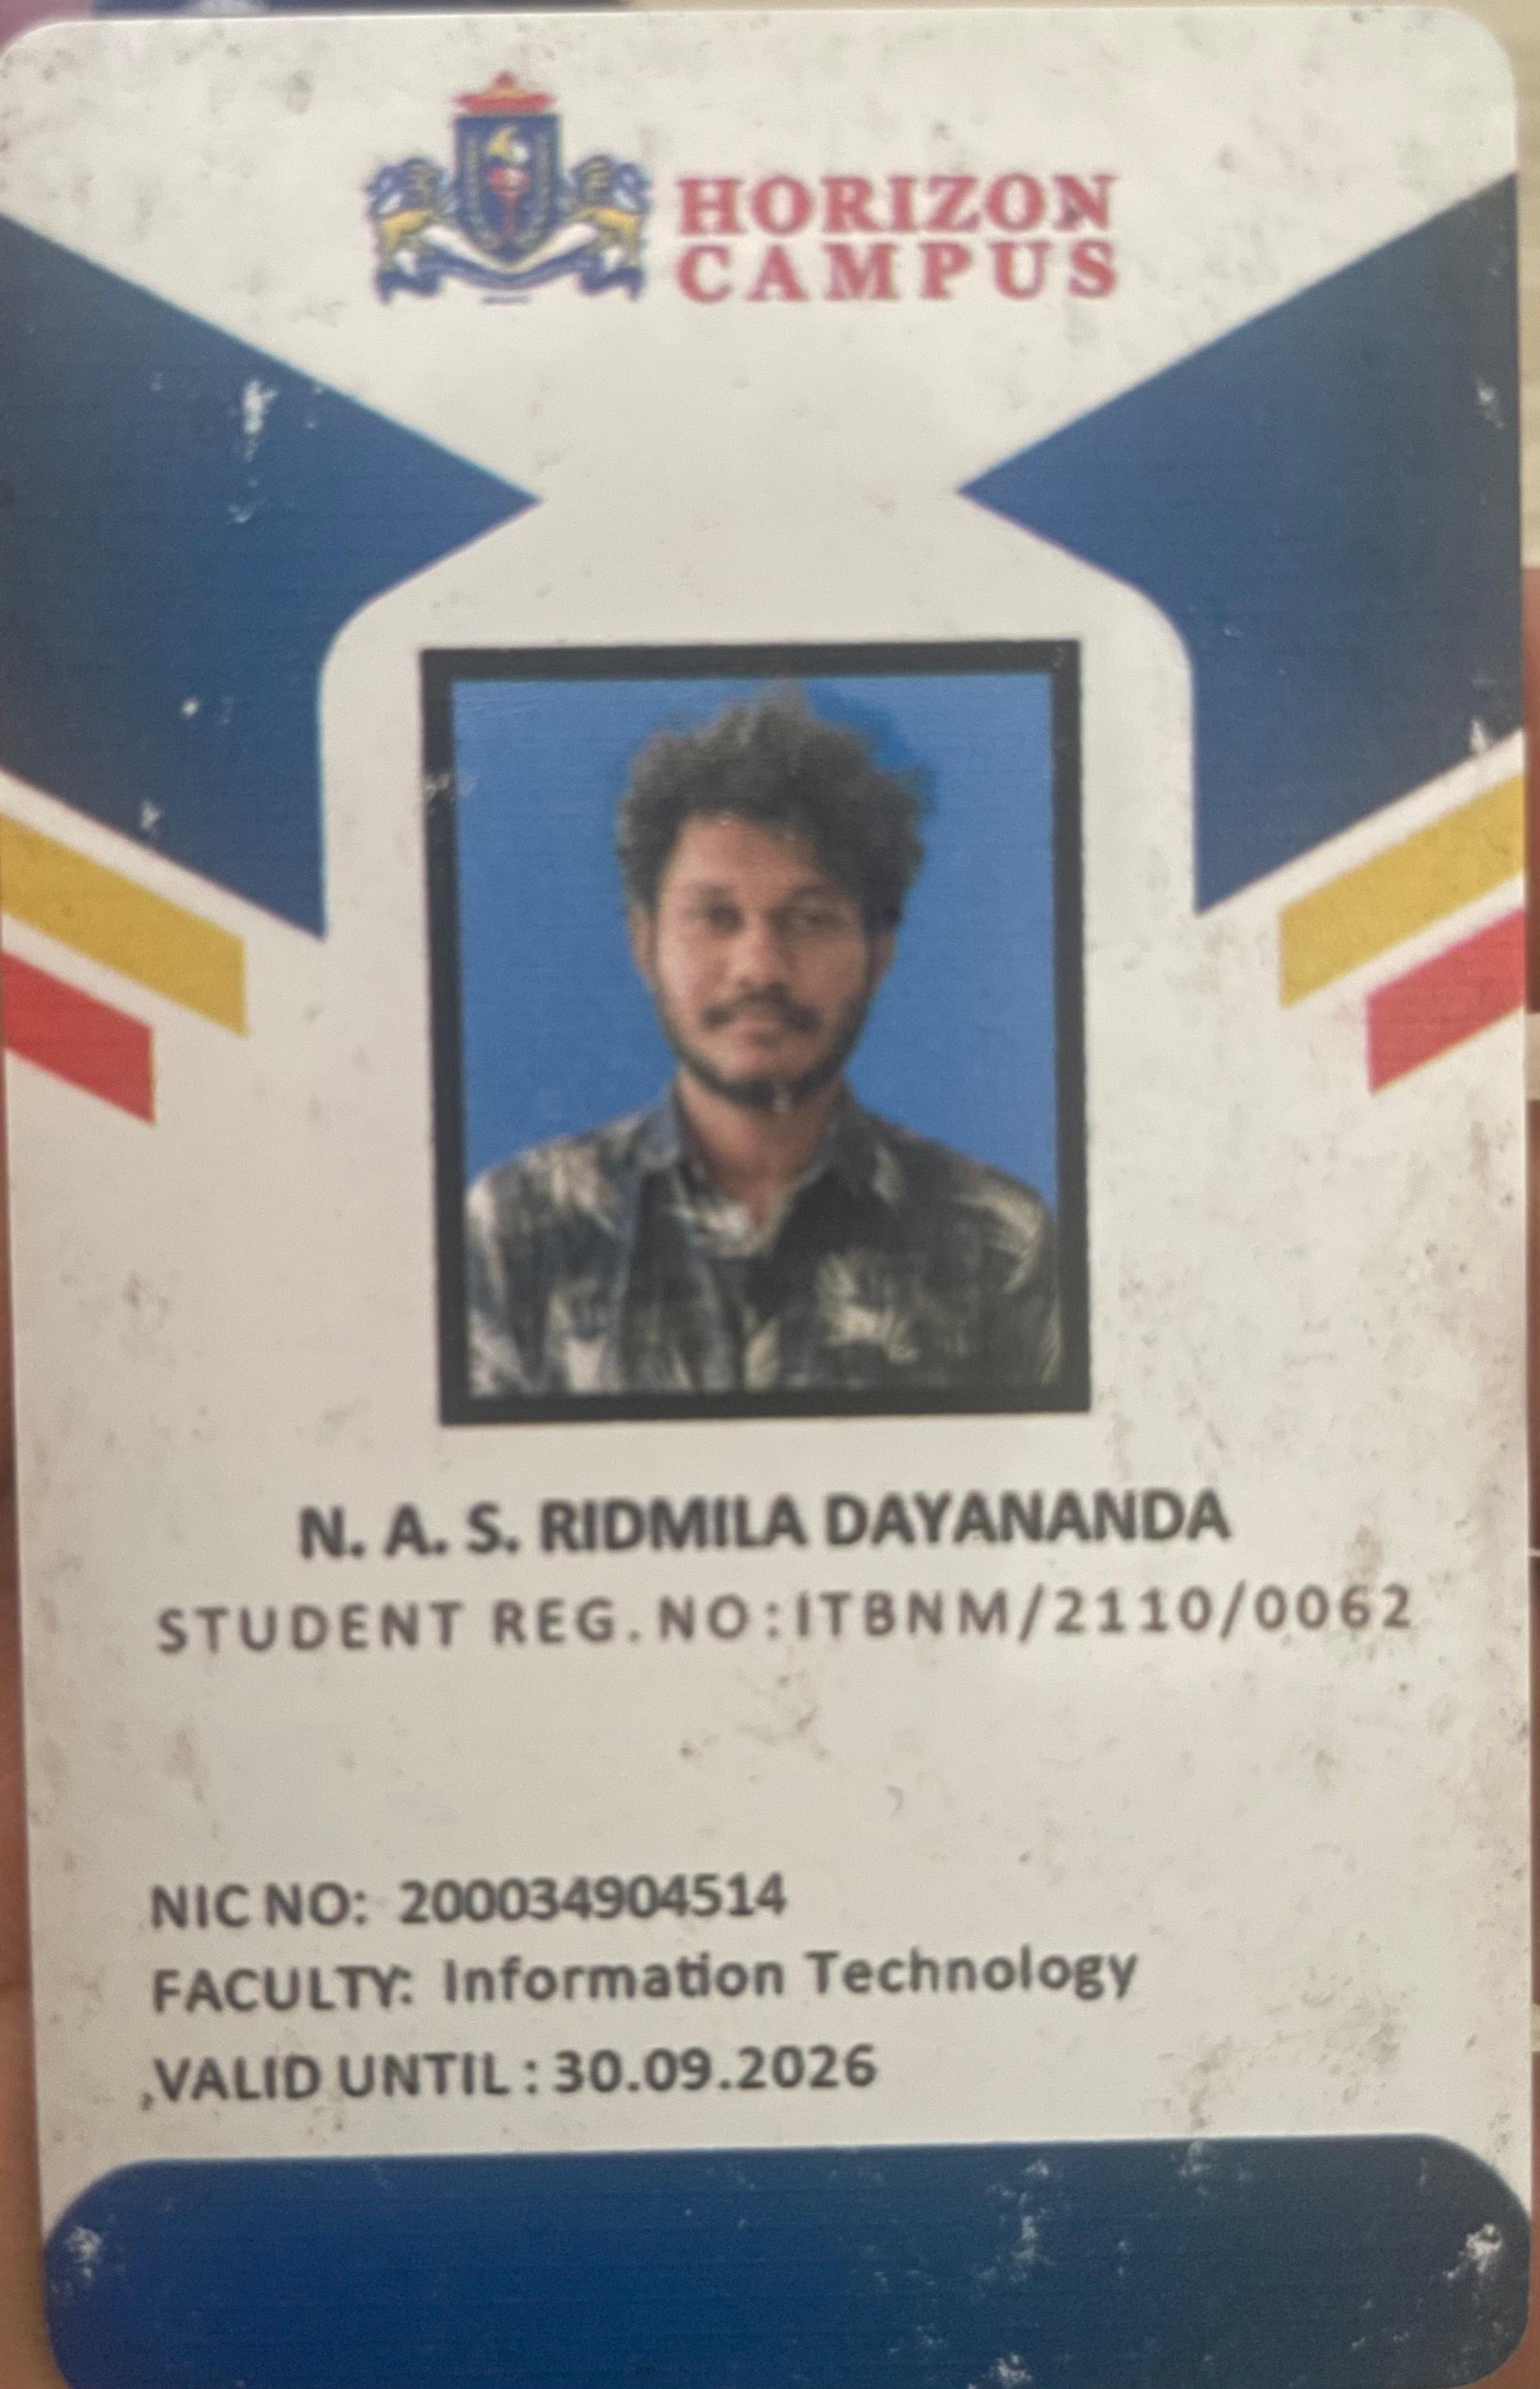 HORIZON
CAMPUS
N. A. S. RIDMILA DAYANANDA
STUDENT REG.NO:ITBNM/2110/0062
NIC NO: 200034904514
FACULTY: Information Technology
VALID UNTIL : 30.09.2026